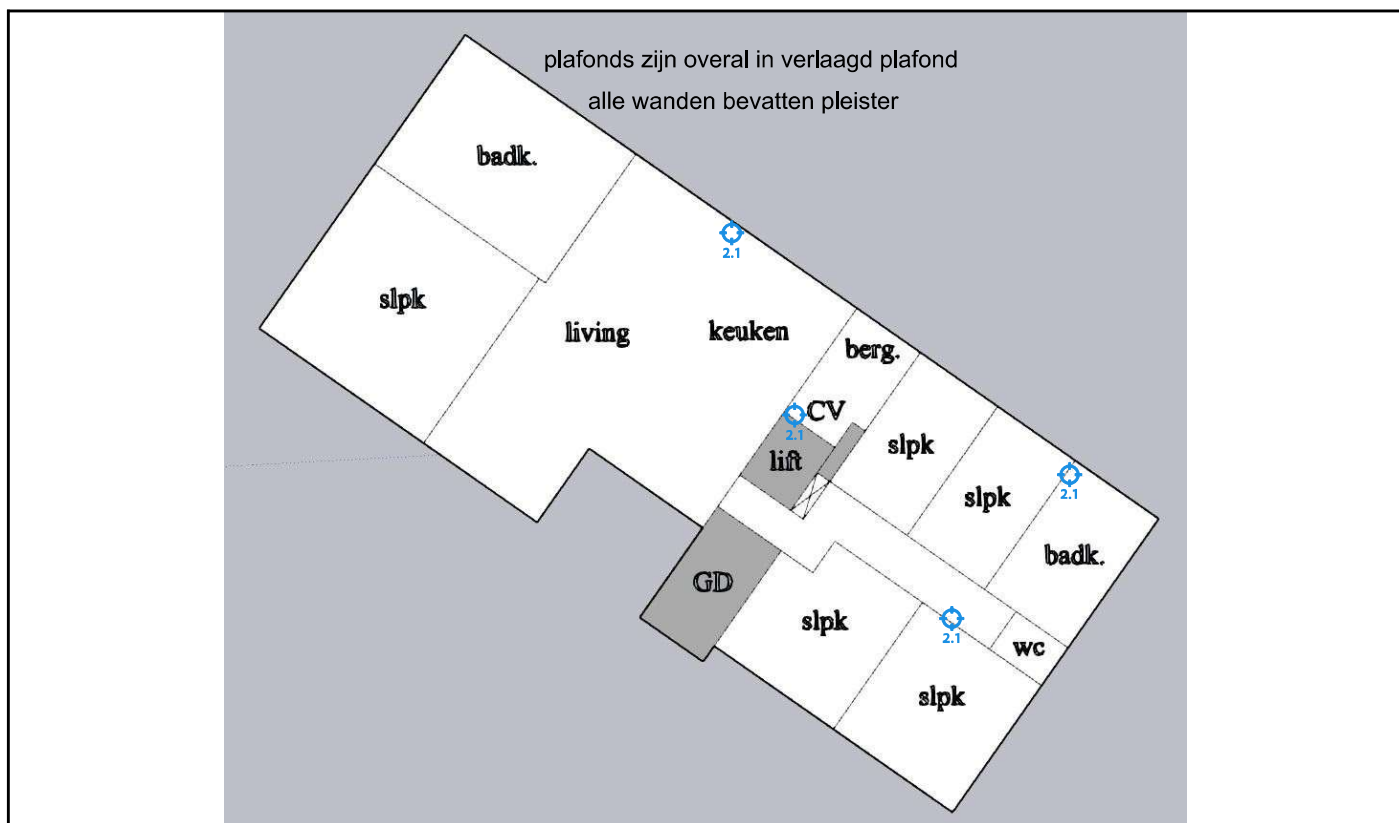 plafonds zijn overal in verlaagd plafond
alle wanden bevatten pleister
badk.
2.1
slpk
living
keuken
berg.
CV
2.1
lift
slpk
2.1
slpk
badk.
GD
slpk
2.1
wc
slpk